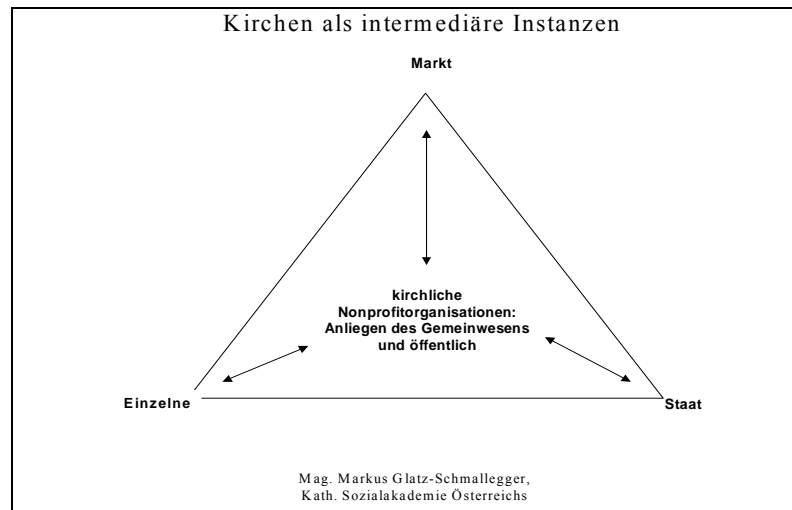 Kirchen als intermediäre Instanzen
Markt
kirchliche
Nonprofitorganisationen:
Anliegen des Gemeinwesens
und öffentlich
Einzelne
Staat
Mag. Markus Glatz-Schmallegger,
Kath. Sozialakademie Österreichs